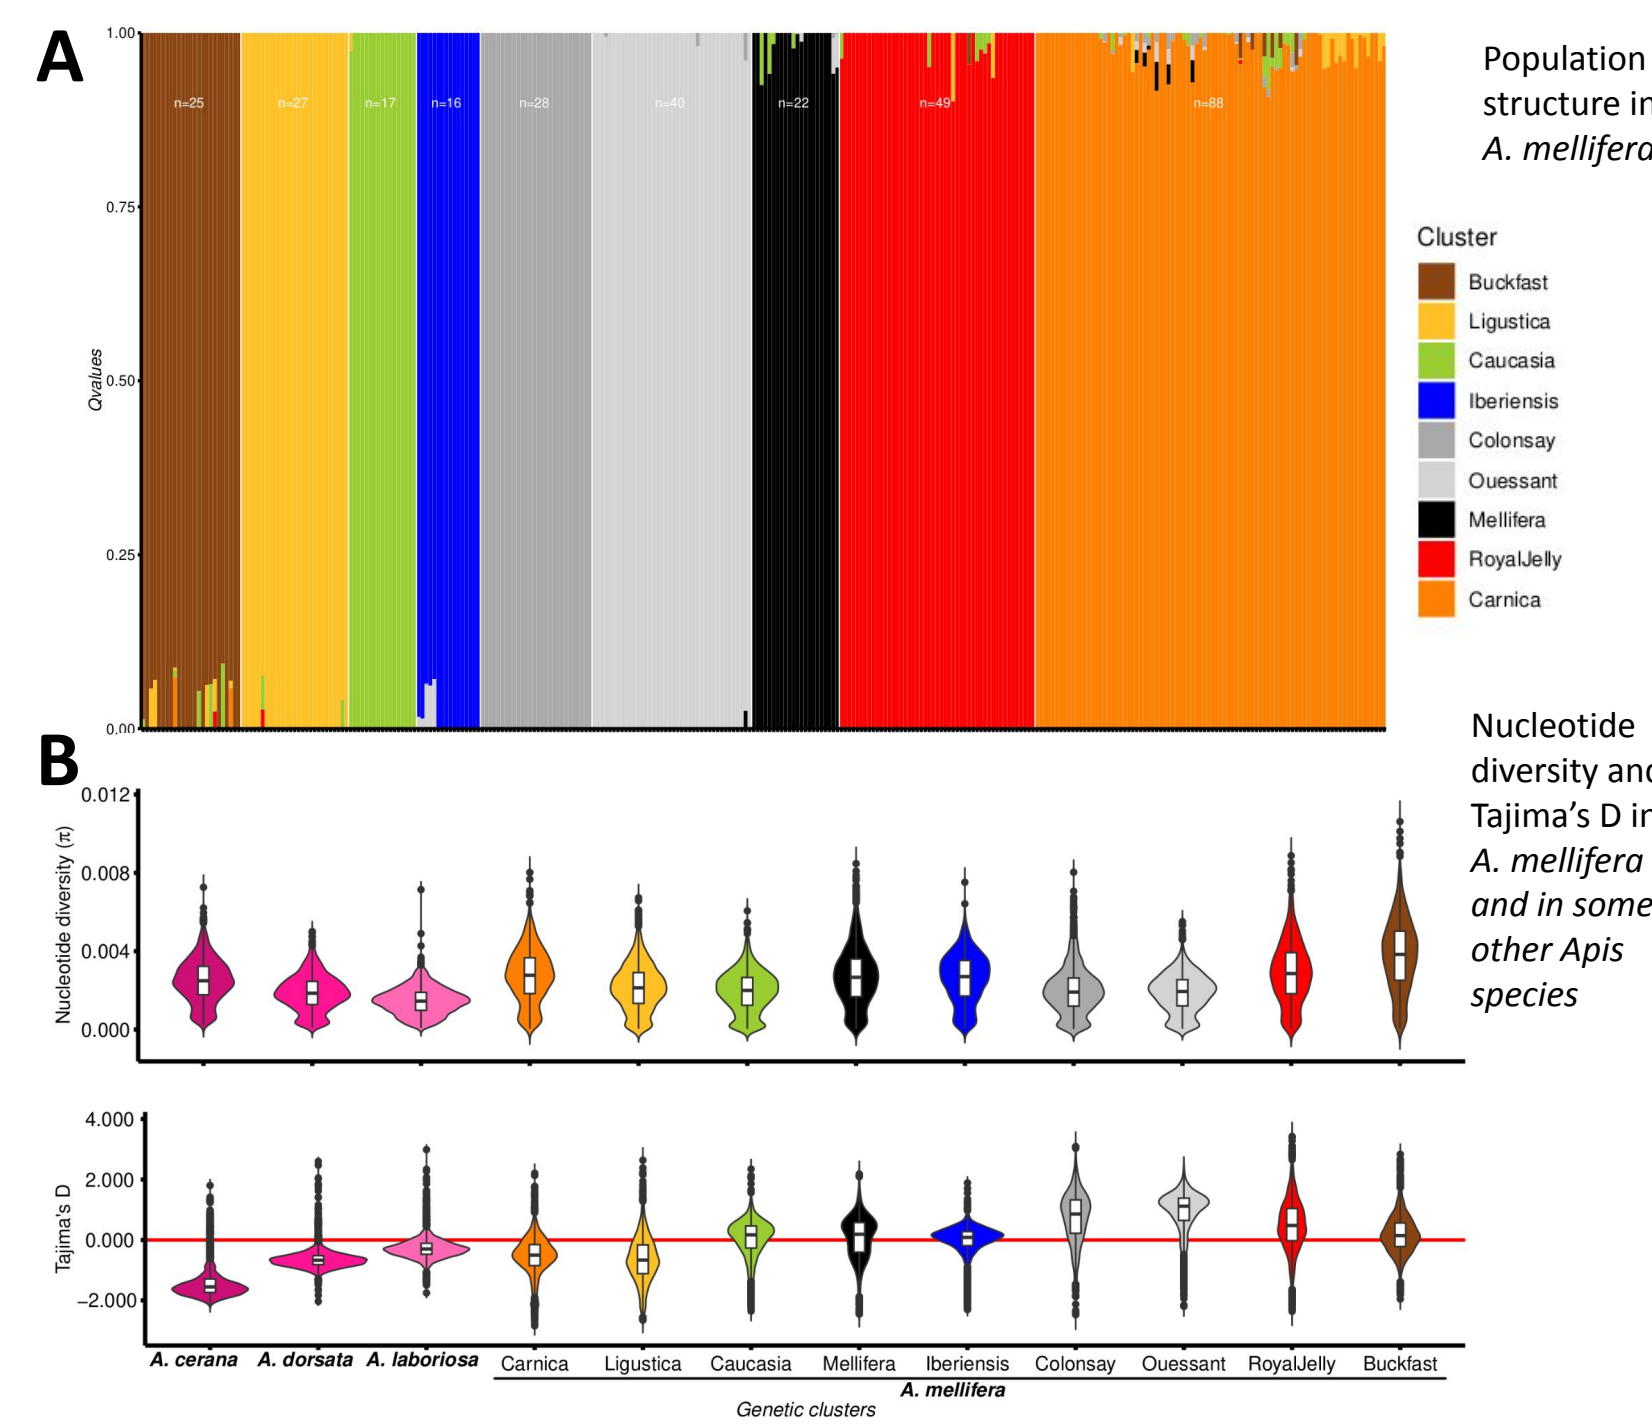 A
Population
structure in
A. mellifera
1.00
0.75
0.50
0.25
0.00
Qvalues
n=25
n=27
n=17
n=16
n=28
n=40
n=22
n=49
n=88
Cluster
Buckfast
Ligustica
Caucasia
Iberiensis
Colonsay
Ouessant
Mellifera
RoyalJelly
Carnica
B
Nucleotide
diversity and
Tajima’s D in
A. mellifera
and in some
other Apis
species
0.012
0.008
0.004
0.000
Nucleotide diversity (π)
4.000
2.000
0.000
−2.000
Tajima's D
A. cerana A. dorsata A. laboriosa Carnica Ligustica Caucasia Mellifera Iberiensis Colonsay Ouessant RoyalJelly Buckfast
A. mellifera
Genetic clusters